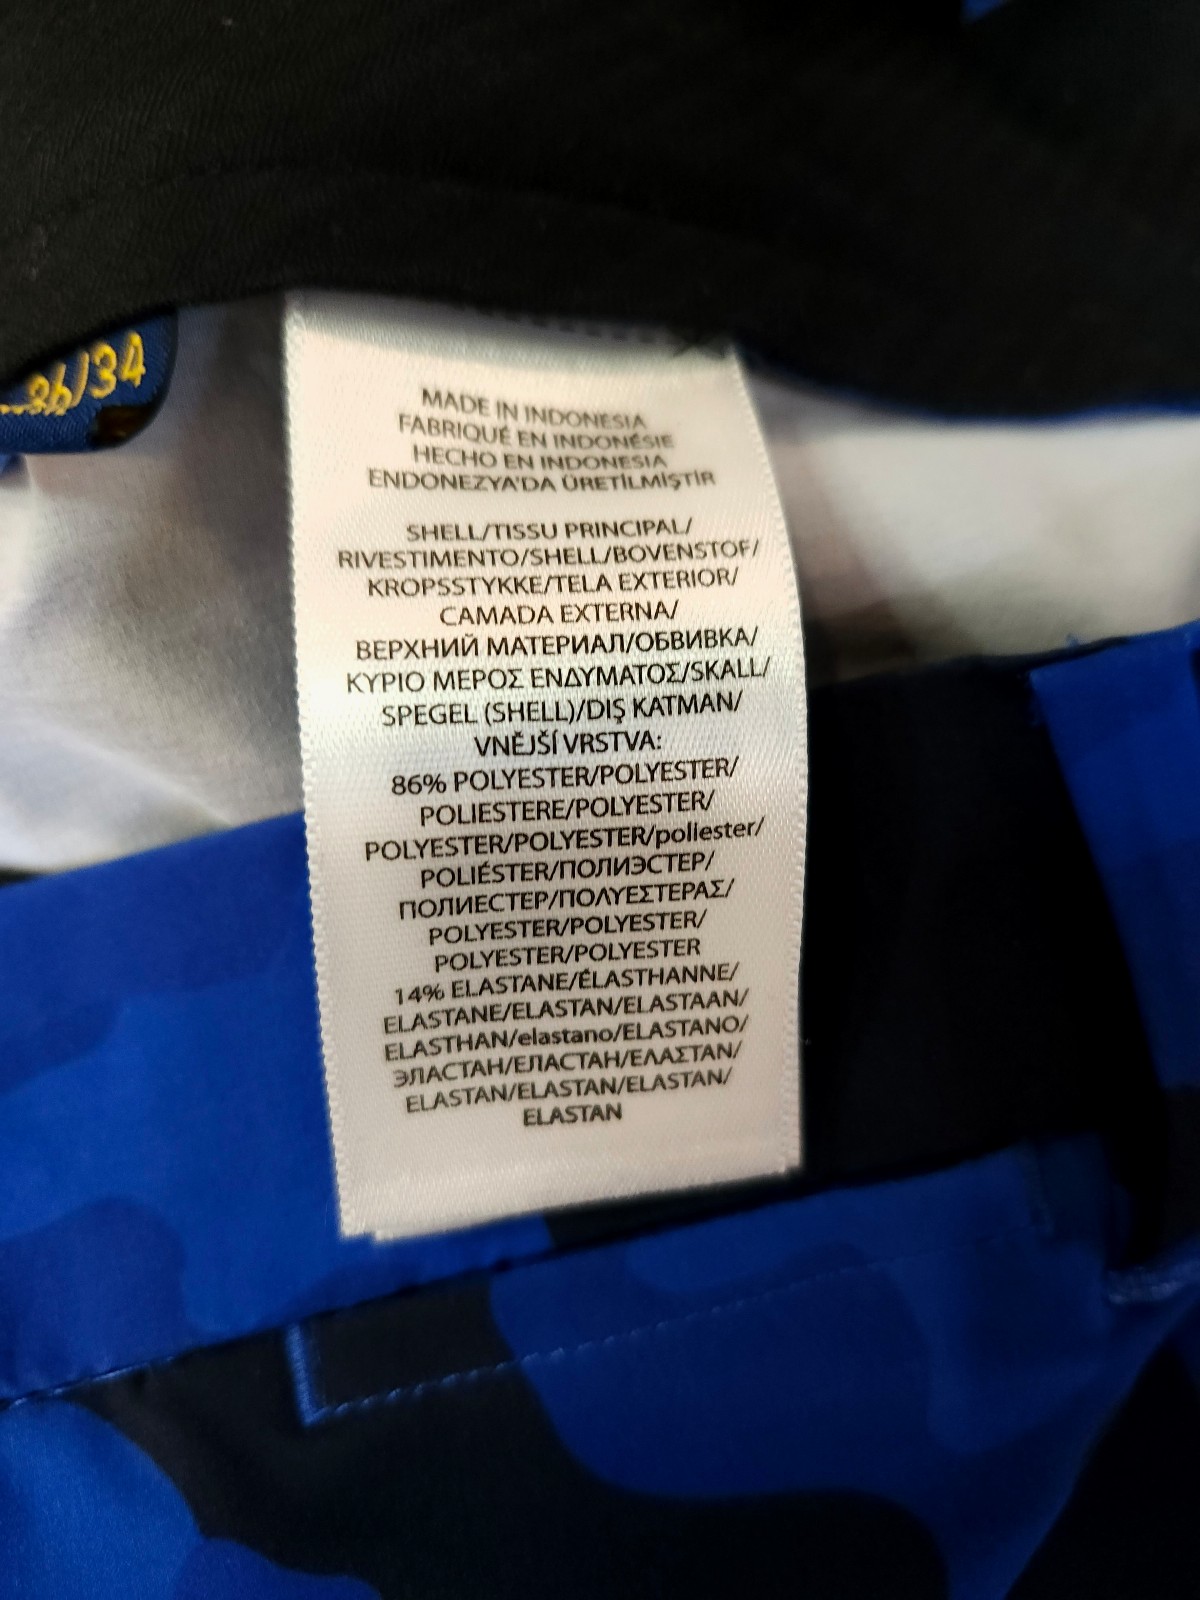 36/34
MADE IN INDONESIA
FABRIQUÉ EN INDONÉSIE
HECHO EN INDONESIA
ENDONEZYA'DA ÜRETİLMİŞTİR
SHELL/TISSU PRINCIPAL/
RIVESTIMENTO/SHELL/BOVENSTOF/
KROPSSTYKKE/TELA EXTERIOR/
CAMADA EXTERNA/
ВЕРХНИЙ МАТЕРИАЛ/ОБВИВКА/
ΚΥΡΙΟ ΜΕΡΟΣ ΕΝΔΥΜΑΤΟΣ/SKALL/
SPEGEL (SHELL)/DIŞ KATMAN/
VNĚJŠÍ VRSTVA:
86% POLYESTER/POLYESTER/
POLIESTERE/POLYESTER/
POLYESTER/POLYESTER/poliester/
POLIÉSTER/ПОЛИЭСТЕР/
ПОЛИЕСТЕР/ΠΟΛΥΕΣΤΕΡΑΣ/
POLYESTER/POLYESTER/
POLYESTER/POLYESTER
14% ELASTANE/ÉLASTHANNE/
ELASTANE/ELASTAN/ELASTAAN/
ELASTHAN/elastano/ELASTANO/
ЭЛАСТАН/ЕЛАСТАН/ΕΛΑΣΤΑΝ/
ELASTAN/ELASTAN/ELASTAN/
ELASTAN